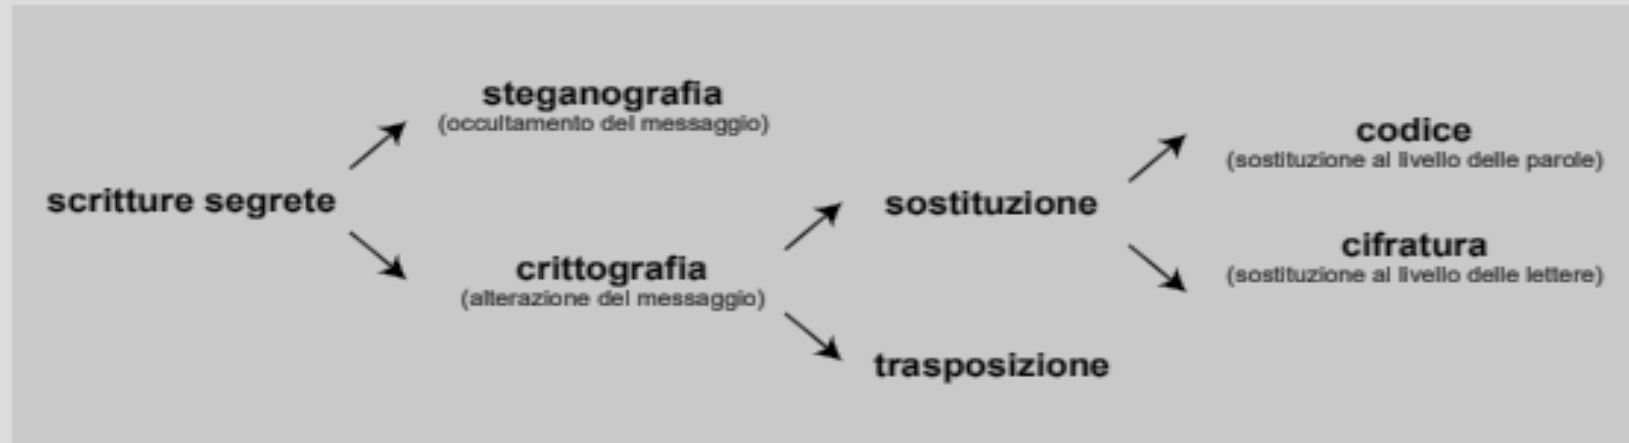 steganografia
(occultamento del messaggio)
codice
(sostituzione al livello delle parole)
scritture segrete
sostituzione
cifratura
(sostituzione al livello delle lettere)
crittografia
(alterazione del messaggio)
trasposizione